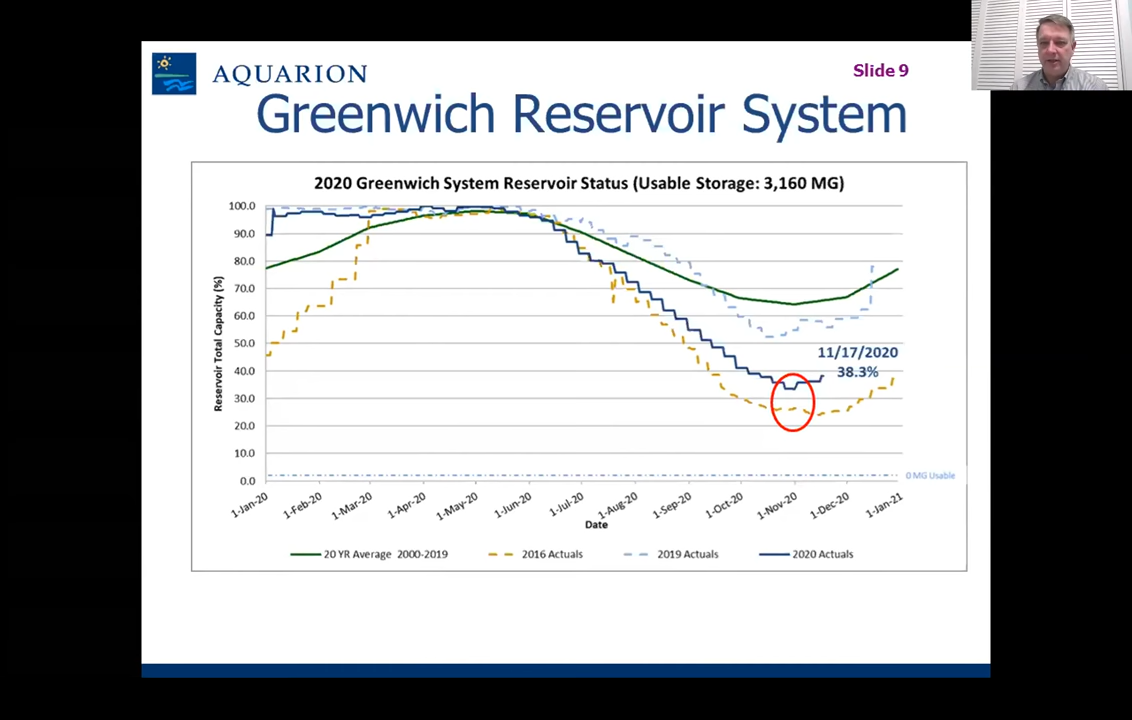 AQUARION
Slide 9
Greenwich Reservoir System
2020 Greenwich System Reservoir Status (Usable Storage: 3,160 MG)
Reservoir Total Capacity (%)
100.0
90.0
80.0
70.0
60.0
50.0
40.0
30.0
20.0
10.0
0.0
11/17/2020
38.3%
0 MG Usable
1-Jan-20
1-Feb-20
1-Mar-20
1-Apr-20
1-May-20
1-Jun-20
1-Jul-20
1-Aug-20
1-Sep-20
1-Oct-20
1-Nov-20
1-Dec-20
1-Jan-21
Date
20 YR Average 2000-2019
2016 Actuals
2019 Actuals
2020 Actuals